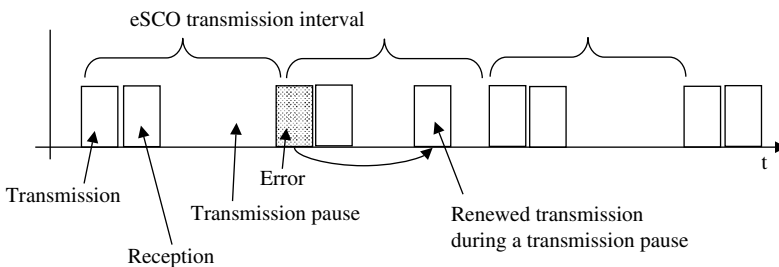 eSCO transmission interval
t
Error
Transmission
Transmission pause
Renewed transmission
during a transmission pause
Reception